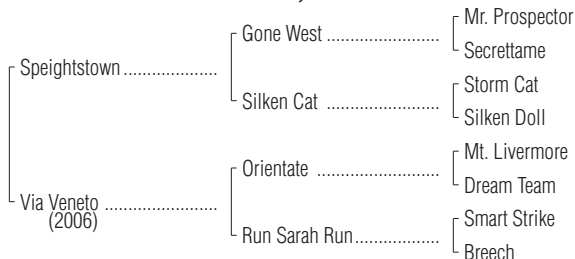 Mr. Prospector
Gone West ........................
Secrettame
Speightstown ....................
Storm Cat
Silken Cat ........................
Silken Doll
Mt. Livermore
Orientate ........................
Dream Team
Via Veneto ........................
(2006)
Smart Strike
Run Sarah Run ..................
Breech